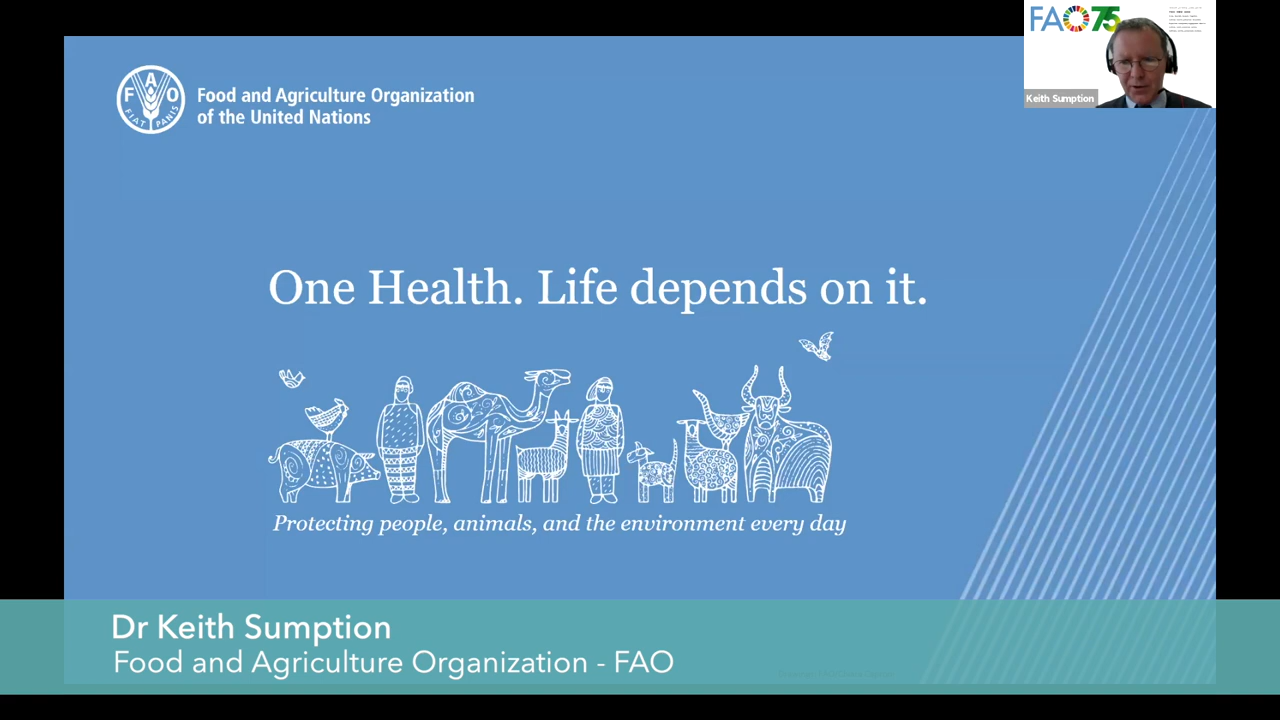 FAO75
Keith Sumption
FAO
FIAT PANIS
Food and Agriculture Organization
of the United Nations
One Health. Life depends on it.
Protecting people, animals, and the environment every day
Dr Keith Sumption
Food and Agriculture Organization - FAO